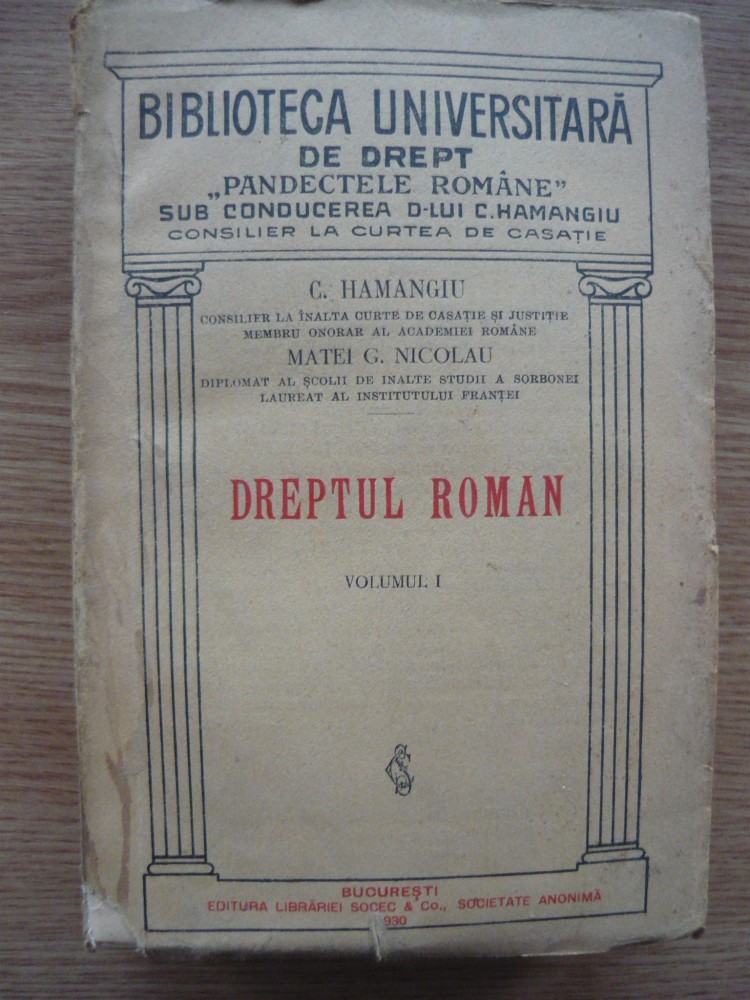 BIBLIOTECA UNIVERSITARĂ
DE DREPT
„PANDECTELE ROMÂNE”
SUB CONDUCEREA D-LUI C. HAMANGIU
CONSILIER LA CURTEA DE CASAȚIE
C. HAMANGIU
CONSILIER LA ÎNALTA CURTE DE CASAȚIE ȘI JUSTIȚIE
MEMBRU ONORAR AL ACADEMIEI ROMÂNE
MATEI G. NICOLAU
DIPLOMAT AL ȘCOLII DE INALTE STUDII A SORBONEI
LAUREAT AL INSTITUTULUI FRANȚEI
DREPTUL ROMAN
VOLUMUL I
BUCUREȘTI
EDITURA LIBRĂRIEI SOCEC & Co., SOCIETATE ANONIMĂ
930